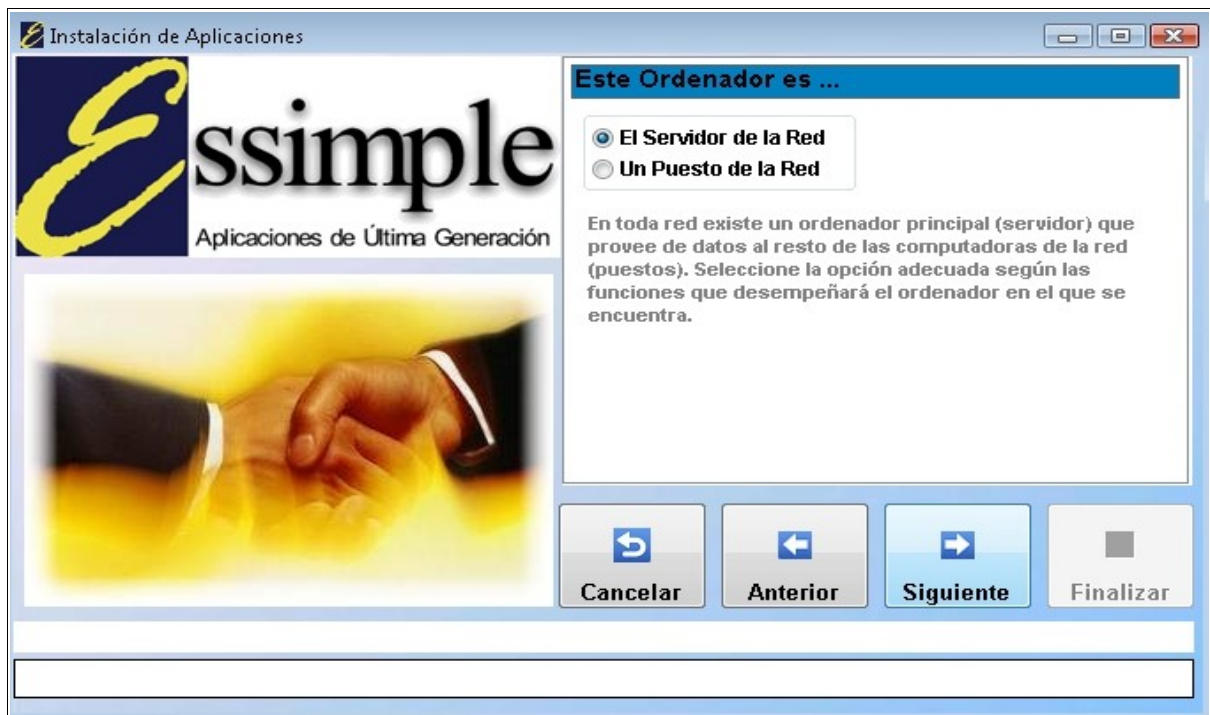 Instalación de Aplicaciones
Essimple
Aplicaciones de Última Generación
Este Ordenador es ...
El Servidor de la Red
Un Puesto de la Red
En toda red existe un ordenador principal (servidor) que
provee de datos al resto de las computadoras de la red
(puestos). Seleccione la opción adecuada según las
funciones que desempeñará el ordenador en el que se
encuentra.
Cancelar
Anterior
Siguiente
Finalizar